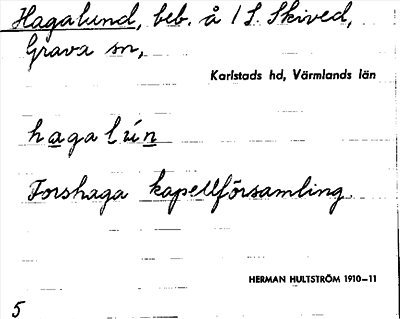 Hagalund, beb. å 1 S. Skived,
Grava sn,
Karlstads hd, Värmlands län
hagalún
Forshaga kapellförsamling.
HERMAN HULTSTRÖM 1910–11
5